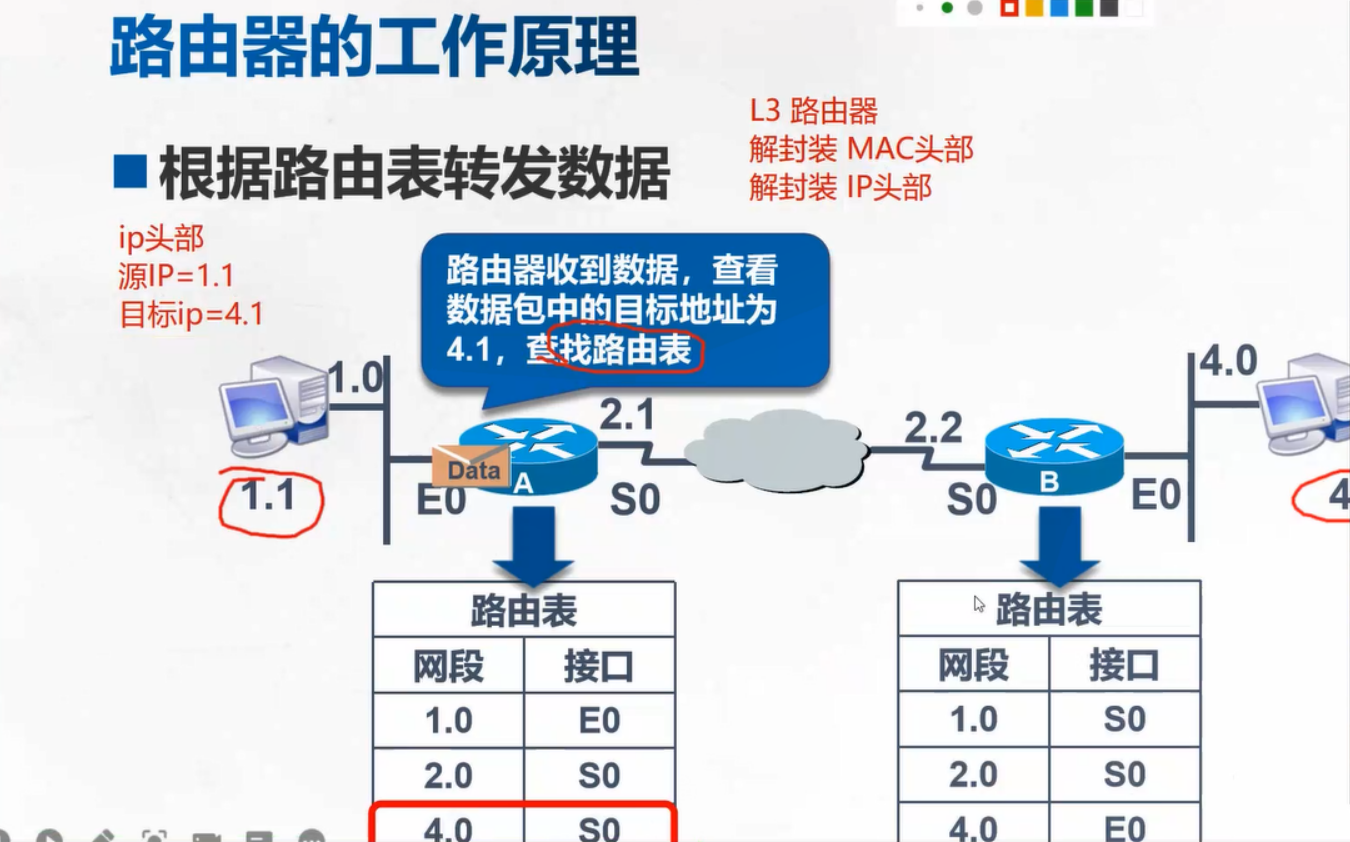 路由器的工作原理
L3 路由器
解封装 MAC头部
解封装 IP头部
根据路由表转发数据
ip头部
源IP=1.1
目标ip=4.1
路由器收到数据，查看
数据包中的目标地址为
4.1，查找路由表
1.0
2.1
2.2
4.0
Data
A
B
1.1
E0
S0
S0
E0
4
路由表
网段 接口
1.0 E0
2.0 S0
4.0 S0
路由表
网段 接口
1.0 S0
2.0 S0
4.0 E0